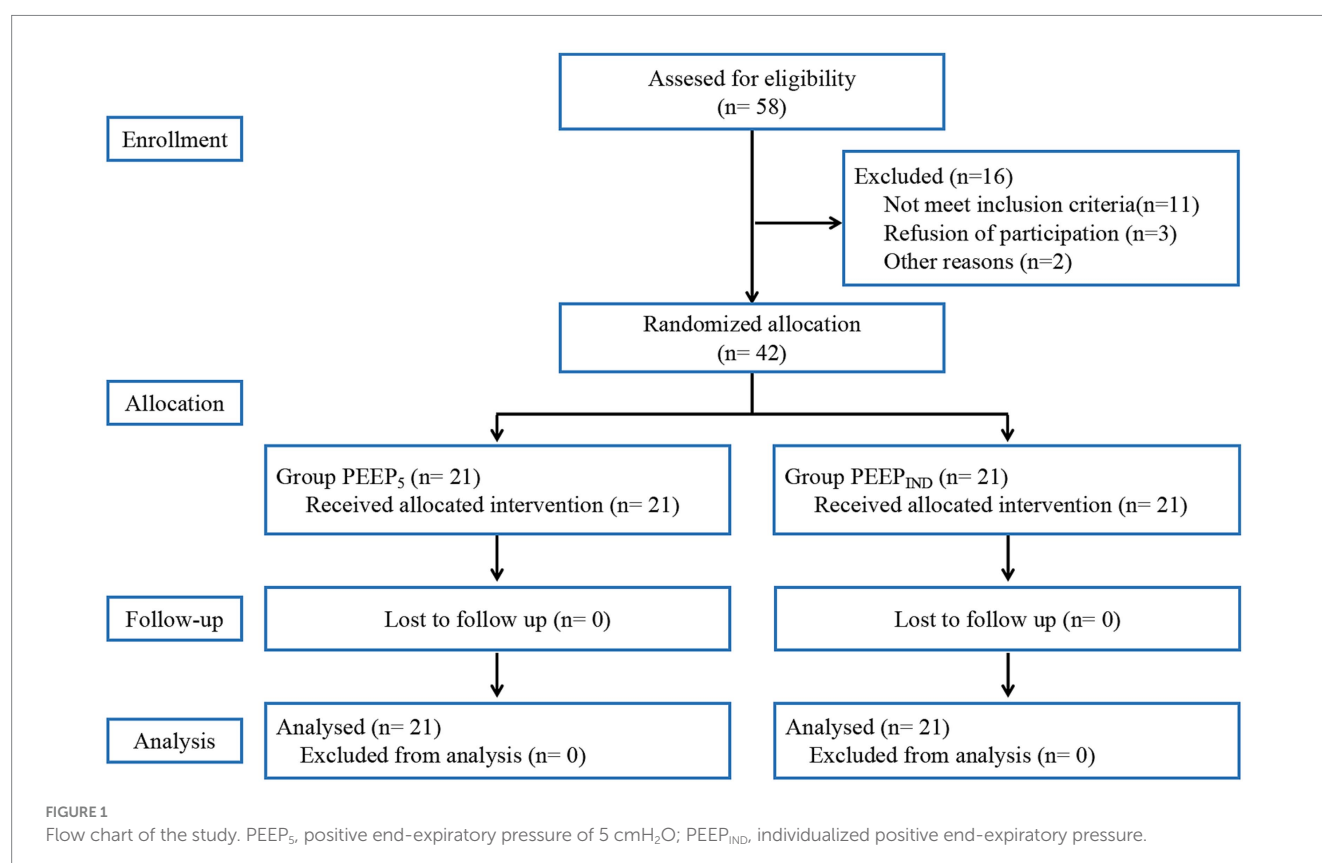 Assesed for eligibility
(n= 58)
Enrollment
Excluded (n=16)
Not meet inclusion criteria(n=11)
Refusion of participation (n=3)
Other reasons (n=2)
Randomized allocation
(n= 42)
Allocation
Group PEEP₅ (n= 21)
Received allocated intervention (n= 21)
Group PEEP_IND (n= 21)
Received allocated intervention (n= 21)
Follow-up
Lost to follow up (n= 0)
Lost to follow up (n= 0)
Analysis
Analysed (n= 21)
Excluded from analysis (n= 0)
Analysed (n= 21)
Excluded from analysis (n= 0)
FIGURE 1
Flow chart of the study. PEEP₅, positive end-expiratory pressure of 5 cmH₂O; PEEP_IND, individualized positive end-expiratory pressure.